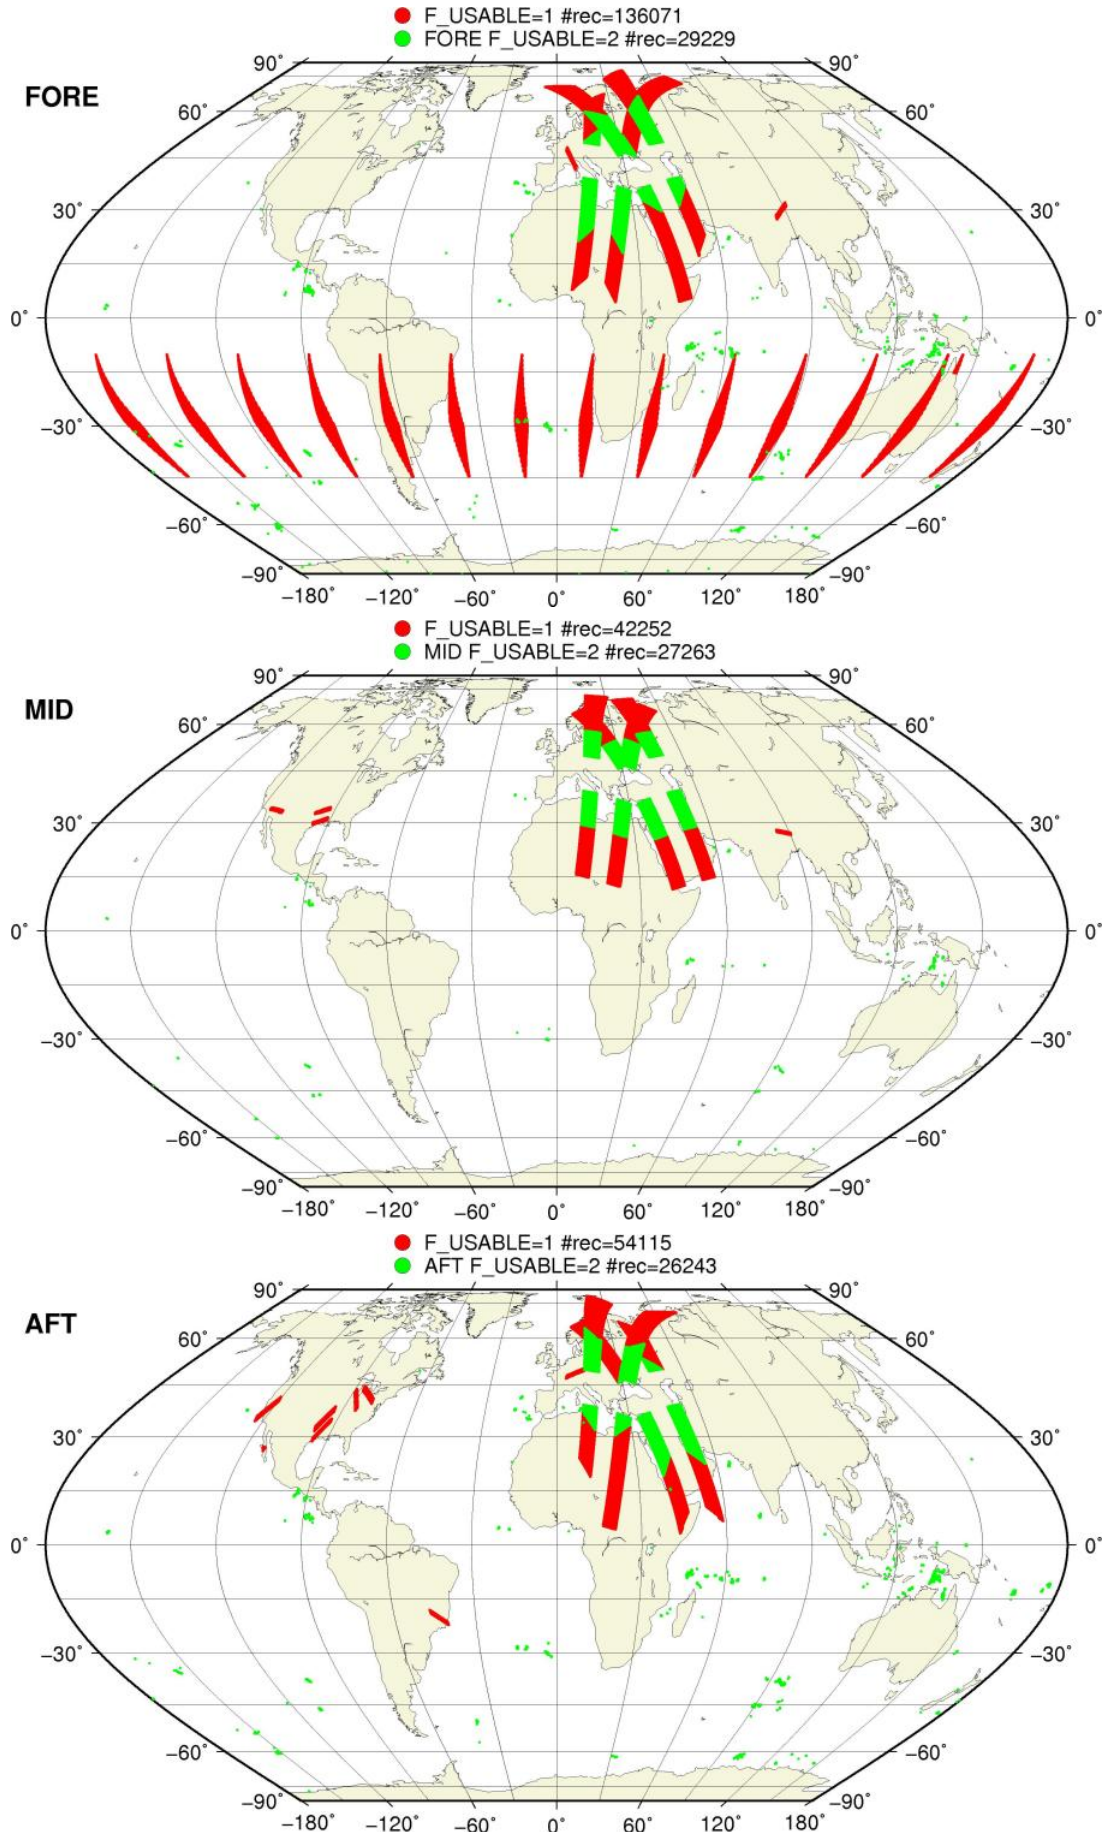 F_USABLE=1 #rec=136071
FORE F_USABLE=2 #rec=29229
FORE
90° 90°
60° 60°
30° 30°
0° 0°
−30° −30°
−60° −60°
−90° −90°
−180° −120° −60° 0° 60° 120° 180°
F_USABLE=1 #rec=42252
MID F_USABLE=2 #rec=27263
MID
90° 90°
60° 60°
30° 30°
0° 0°
−30° −30°
−60° −60°
−90° −90°
−180° −120° −60° 0° 60° 120° 180°
F_USABLE=1 #rec=54115
AFT F_USABLE=2 #rec=26243
AFT
90° 90°
60° 60°
30° 30°
0° 0°
−30° −30°
−60° −60°
−90° −90°
−180° −120° −60° 0° 60° 120° 180°